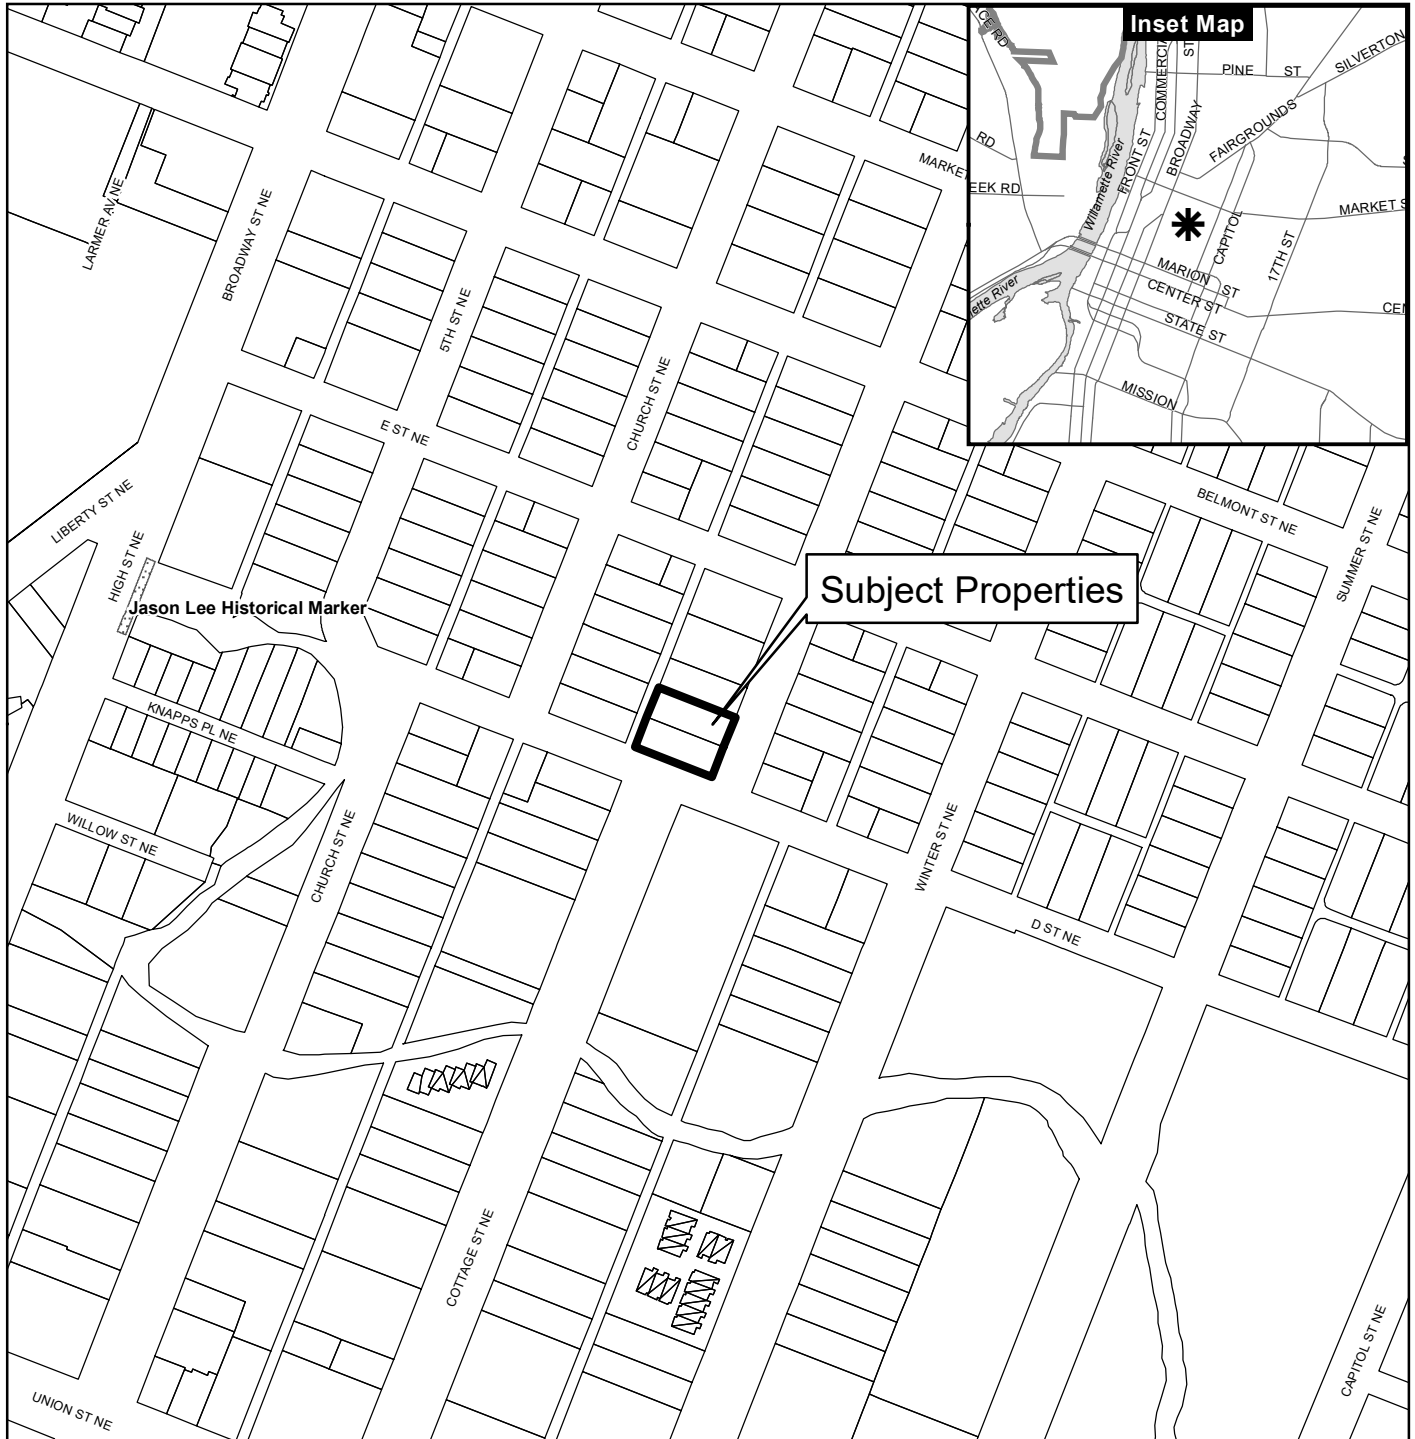 Inset Map
PINE ST
SILVERTON
COMMERCI
ST
BROADWAY
FAIRGROUNDS
RD
FRONT ST
EEK RD
Willamette River
MARKET S
CAPITOL
17TH ST
MARION ST
CENTER ST
CEN
STATE ST
ette River
MISSION
MARKET
LARMER AV NE
BROADWAY ST NE
5TH ST NE
CHURCH ST NE
E ST NE
LIBERTY ST NE
HIGH ST NE
BELMONT ST NE
SUMMER ST NE
Subject Properties
Jason Lee Historical Marker
KNAPPS PL NE
WILLOW ST NE
CHURCH ST NE
WINTER ST NE
D ST NE
COTTAGE ST NE
CAPITOL ST NE
UNION ST NE